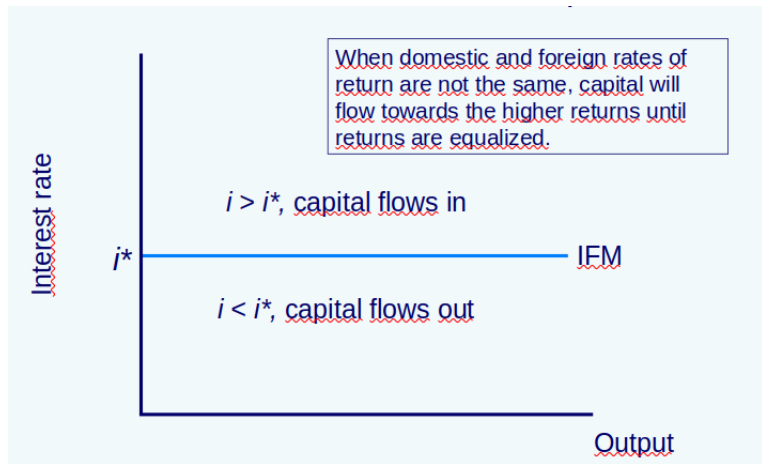 When domestic and foreign rates of
return are not the same, capital will
flow towards the higher returns until
returns are equalized.
Interest rate
i > i*, capital flows in
i*
IFM
i < i*, capital flows out
Output